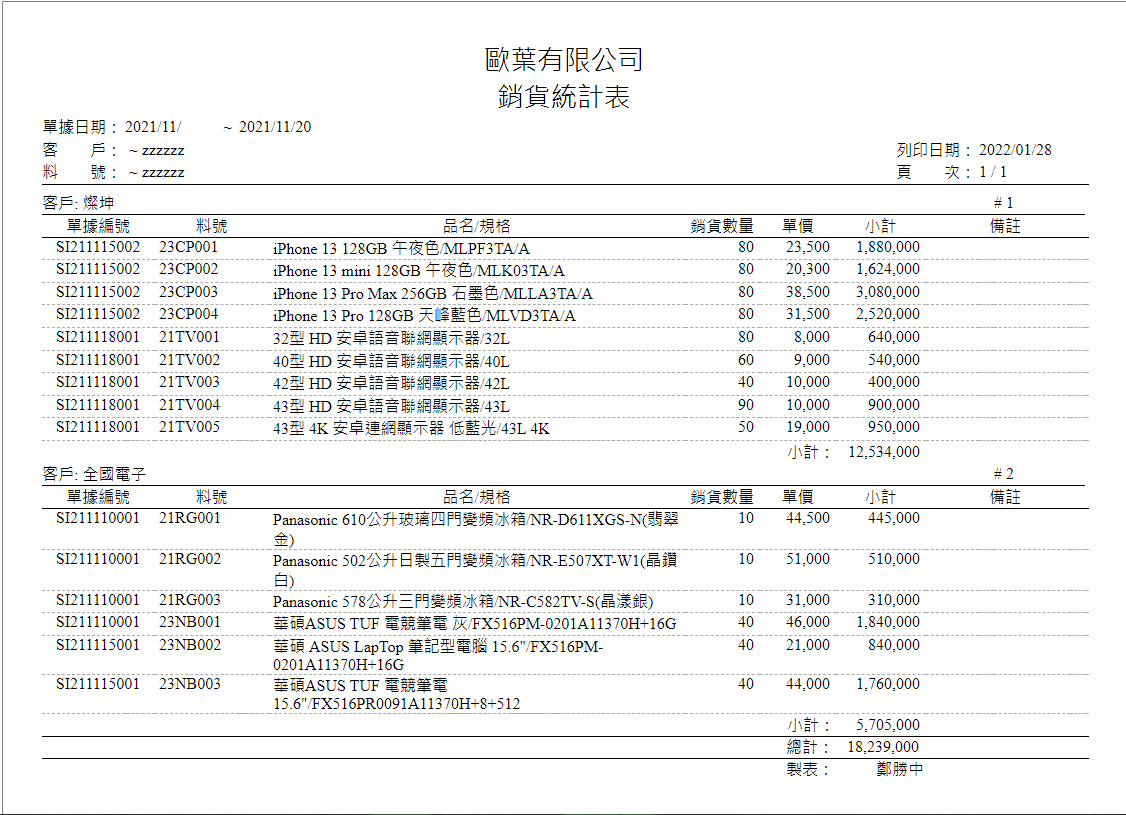 歐葉有限公司
銷貨統計表
單據日期： 2021/11/ ~ 2021/11/20
客 戶： ~ zzzzzz 列印日期： 2022/01/28
料 號： ~ zzzzzz 頁 次： 1 / 1
客戶: 燦坤 # 1
單據編號 料號 品名/規格 銷貨數量 單價 小計 備註
SI211115002 23CP001 iPhone 13 128GB 午夜色/MLPF3TA/A 80 23,500 1,880,000
SI211115002 23CP002 iPhone 13 mini 128GB 午夜色/MLK03TA/A 80 20,300 1,624,000
SI211115002 23CP003 iPhone 13 Pro Max 256GB 石墨色/MLLA3TA/A 80 38,500 3,080,000
SI211115002 23CP004 iPhone 13 Pro 128GB 天峰藍色/MLVD3TA/A 80 31,500 2,520,000
SI211118001 21TV001 32型 HD 安卓語音聯網顯示器/32L 80 8,000 640,000
SI211118001 21TV002 40型 HD 安卓語音聯網顯示器/40L 60 9,000 540,000
SI211118001 21TV003 42型 HD 安卓語音聯網顯示器/42L 40 10,000 400,000
SI211118001 21TV004 43型 HD 安卓語音聯網顯示器/43L 90 10,000 900,000
SI211118001 21TV005 43型 4K 安卓連網顯示器 低藍光/43L 4K 50 19,000 950,000
小計： 12,534,000
客戶: 全國電子 # 2
單據編號 料號 品名/規格 銷貨數量 單價 小計 備註
SI211110001 21RG001 Panasonic 610公升玻璃四門變頻冰箱/NR-D611XGS-N(翡翠 10 44,500 445,000
金)
SI211110001 21RG002 Panasonic 502公升日製五門變頻冰箱/NR-E507XT-W1(晶鑽 10 51,000 510,000
白)
SI211110001 21RG003 Panasonic 578公升三門變頻冰箱/NR-C582TV-S(晶漾銀) 10 31,000 310,000
SI211110001 23NB001 華碩ASUS TUF 電競筆電 灰/FX516PM-0201A11370H+16G 40 46,000 1,840,000
SI211115001 23NB002 華碩 ASUS LapTop 筆記型電腦 15.6"/FX516PM- 40 21,000 840,000
0201A11370H+16G
SI211115001 23NB003 華碩ASUS TUF 電競筆電 40 44,000 1,760,000
15.6"/FX516PR0091A11370H+8+512
小計： 5,705,000
總計： 18,239,000
製表： 鄭勝中